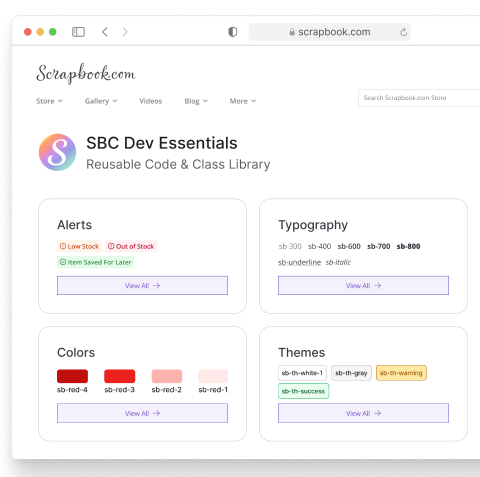 scrapbook.com
Scrapbook.com
Store Gallery Videos Blog More
Search Scrapbook.com Store
S
SBC Dev Essentials
Reusable Code & Class Library
Alerts
Low Stock Out of Stock
Item Saved For Later
View All →
Typography
sb-300 sb-400 sb-600 sb-700 sb-800
sb-underline sb-italic
View All →
Colors
sb-red-4 sb-red-3 sb-red-2 sb-red-1
View All →
Themes
sb-th-white-1 sb-th-gray sb-th-warning
sb-th-success
View All →